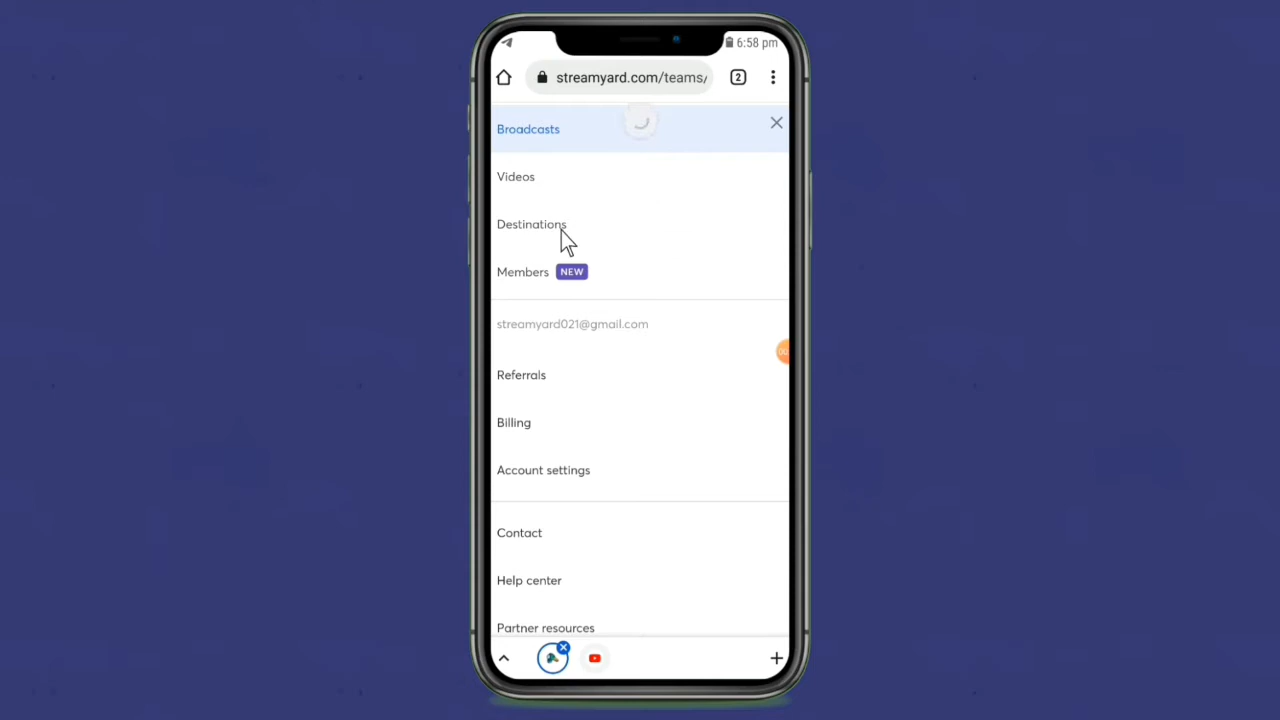 6:58 pm
streamyard.com/teams/
2
Broadcasts
Videos
Destinations
Members NEW
streamyard021@gmail.com
Referrals
Billing
Account settings
Contact
Help center
Partner resources